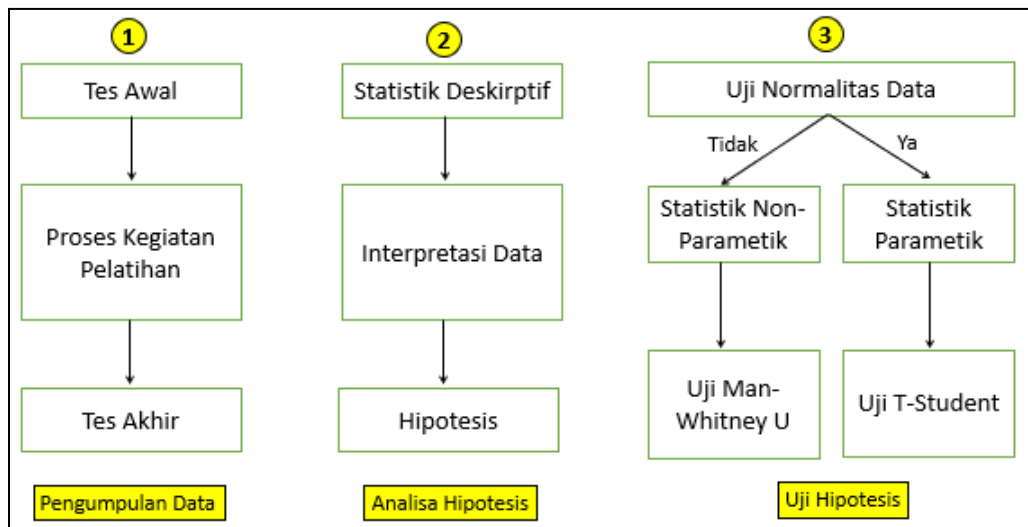 1
Tes Awal
Proses Kegiatan
Pelatihan
Tes Akhir
Pengumpulan Data
2
Statistik Deskirptif
Interpretasi Data
Hipotesis
Analisa Hipotesis
3
Uji Normalitas Data
Tidak
Ya
Statistik Non-
Parametik
Statistik
Parametik
Uji Man-
Whitney U
Uji T-Student
Uji Hipotesis